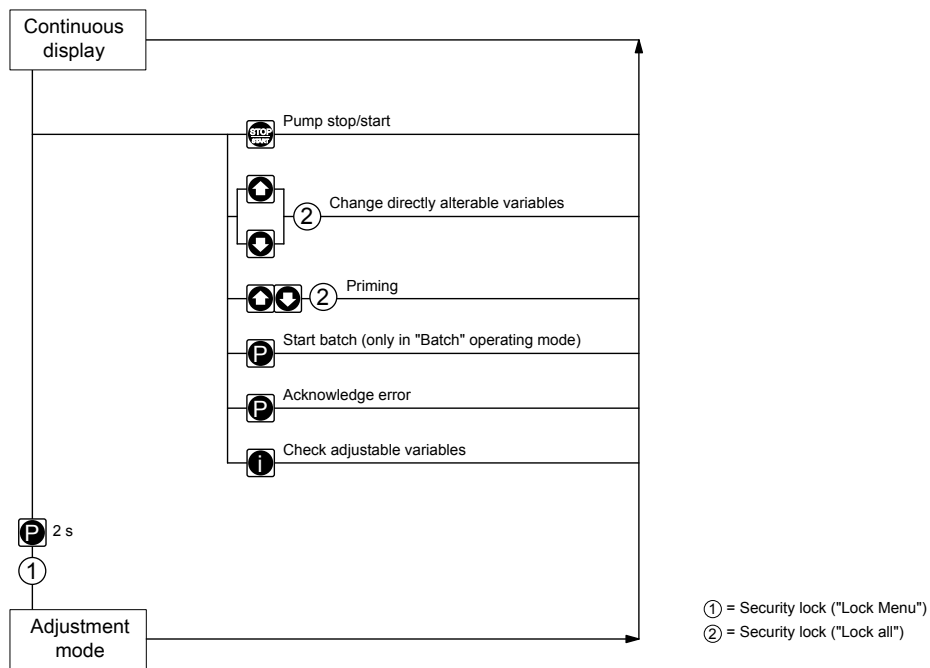 Continuous
display
STOP
START
Pump stop/start
Change directly alterable variables
2
Priming
2
Start batch (only in "Batch" operating mode)
P
Acknowledge error
P
Check adjustable variables
i
P 2 s
1
Adjustment
mode
1 = Security lock ("Lock Menu")
2 = Security lock ("Lock all")